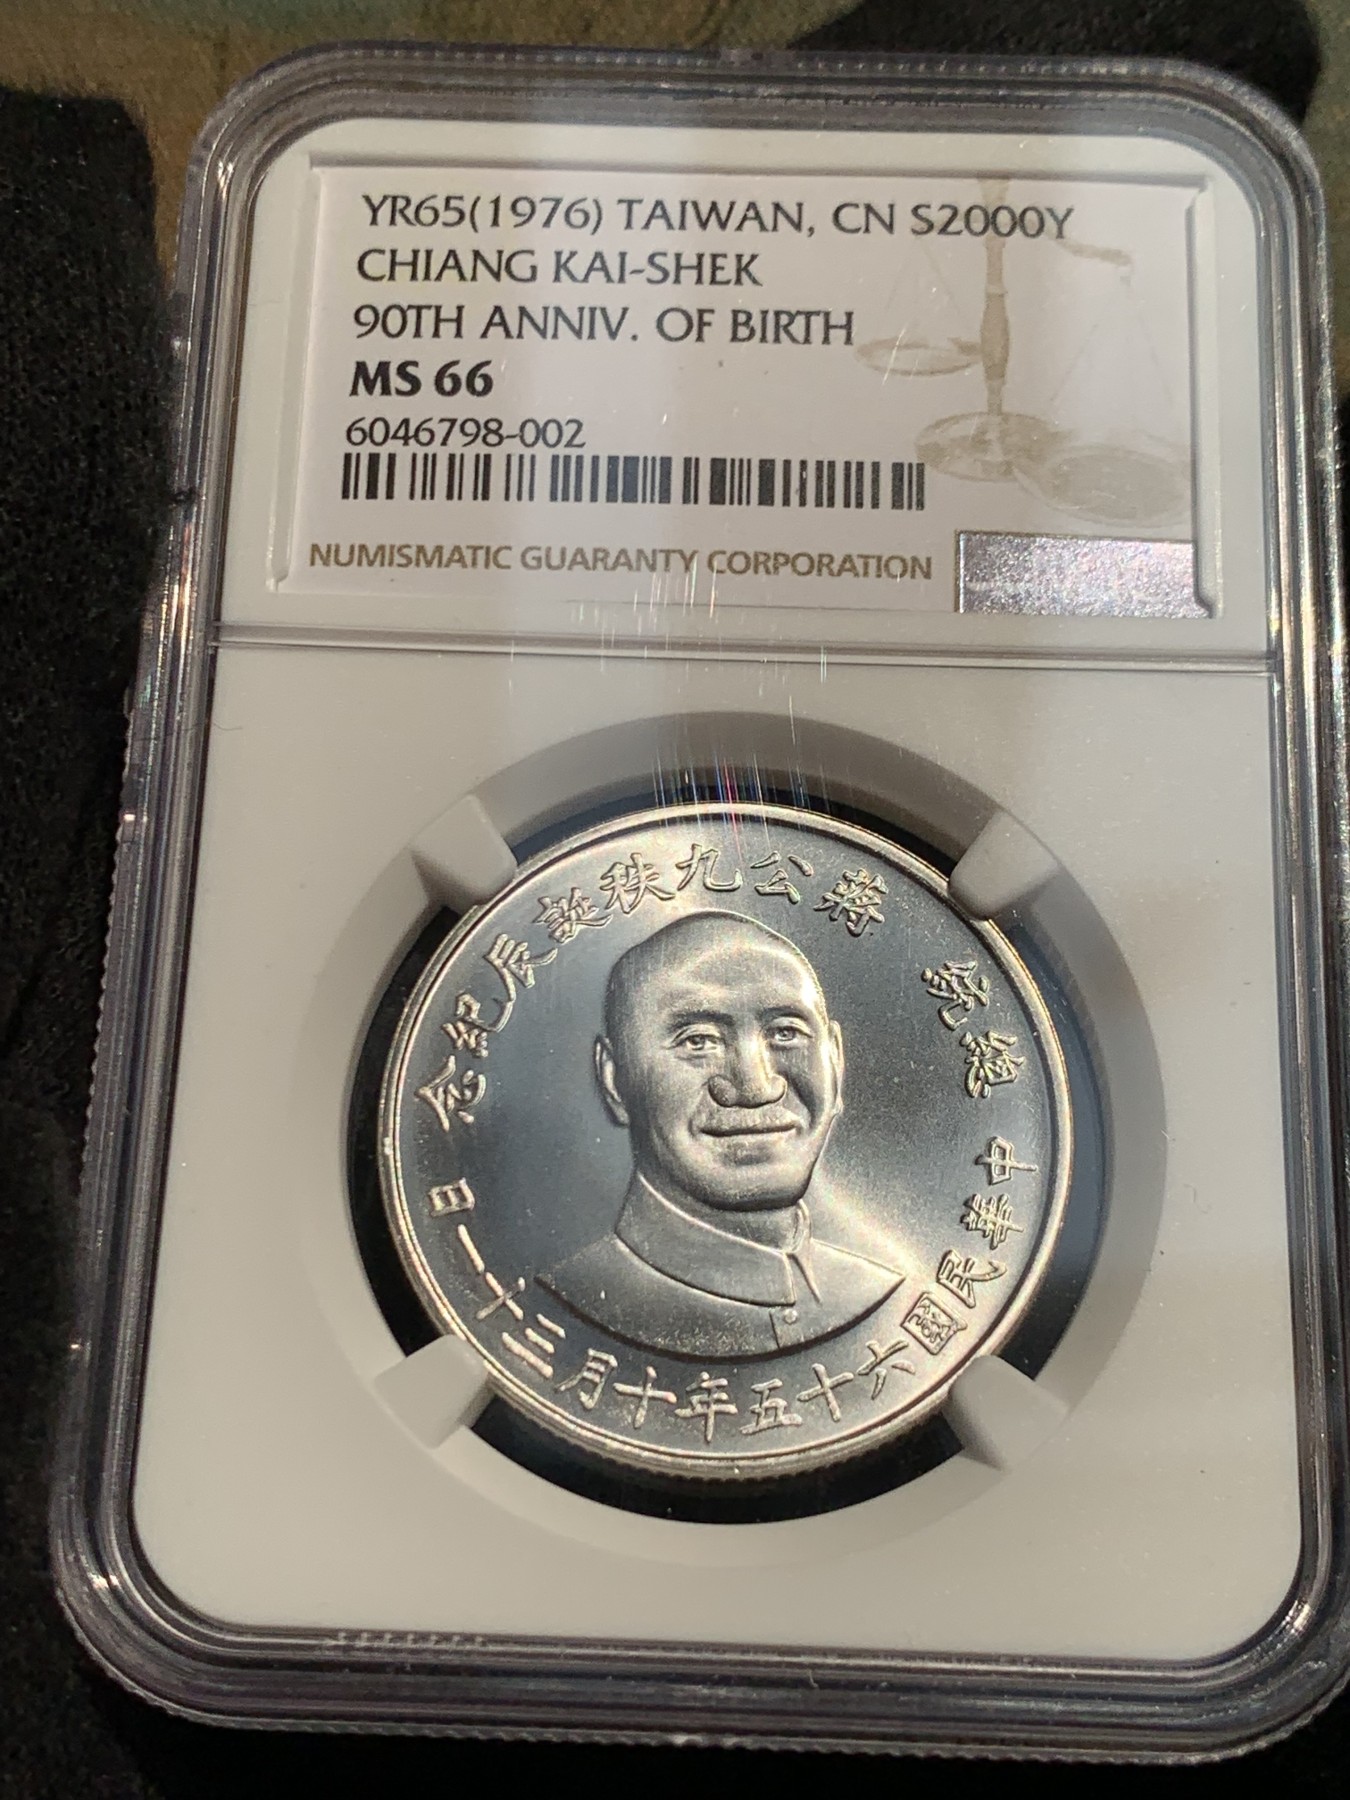 YR65(1976) TAIWAN, CN S2000Y
CHIANG KAI-SHEK
90TH ANNIV. OF BIRTH
MS 66
6046798-002
NUMISMATIC GUARANTY CORPORATION
總統 蔣公九秩誕辰紀念
中華民國六十五年十月三十一日